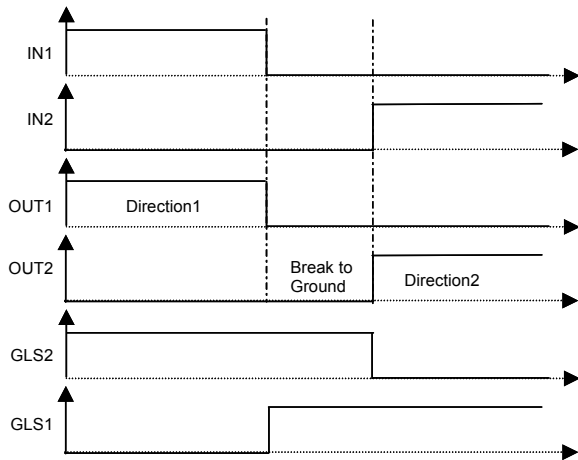 IN1
IN2
OUT1
Direction1
OUT2
Break to
Ground
Direction2
GLS2
GLS1